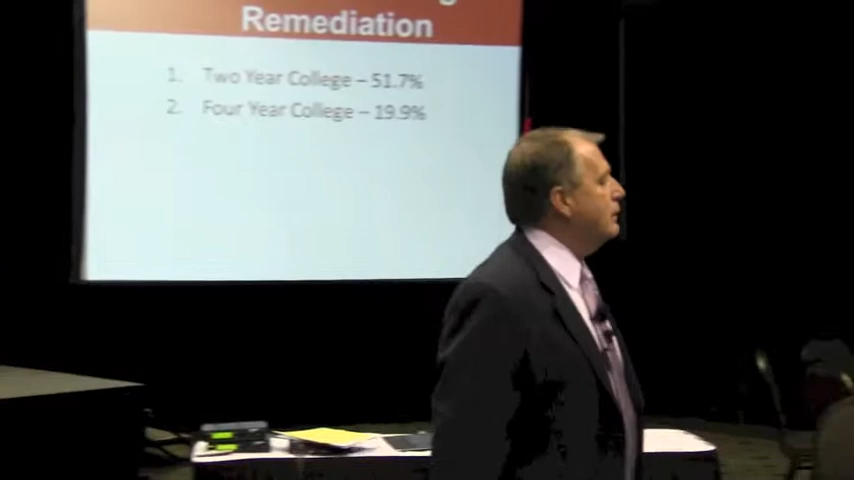 Remediation
1. Two Year College – 51.7%
2. Four Year College – 19.9%